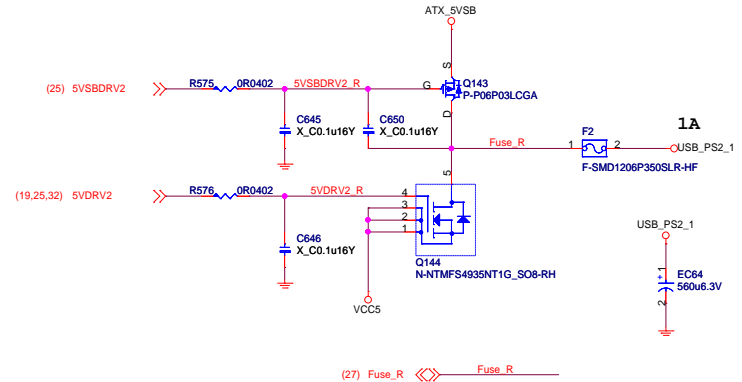 ATX_5VSB
S
(25) 5VSBDRV2
R575 0R0402
5VSBDRV2_R
G
Q143
P-P06P03LCGA
D
C645
X_C0.1u16Y
C650
X_C0.1u16Y
Fuse_R
1
F2
2
F-SMD1206P350SLR-HF
1A
USB_PS2_1
5
(19,25,32) 5VDRV2
R576 0R0402
5VDRV2_R
4
3
2
1
C646
X_C0.1u16Y
Q144
N-NTMFS4935NT1G_SO8-RH
VCC5
USB_PS2_1
+
1
EC64
560u6.3V
2
(27) Fuse_R
Fuse_R